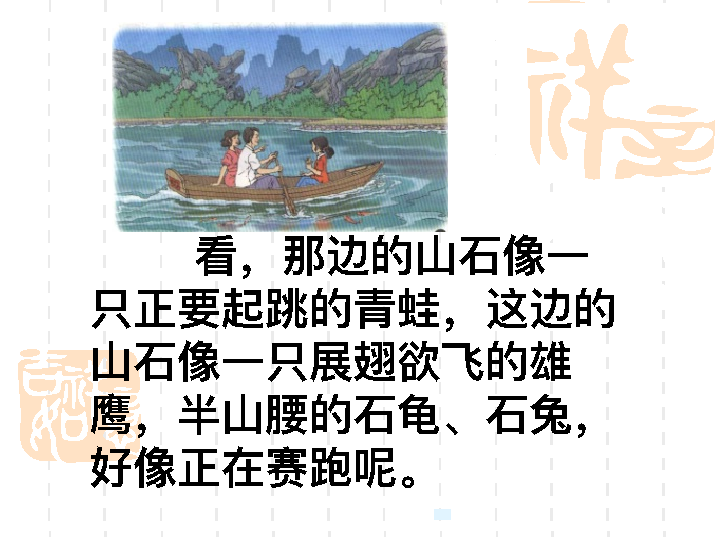 看，那边的山石像一
只正要起跳的青蛙，这边的
山石像一只展翅欲飞的雄
鹰，半山腰的石龟、石兔，
好像正在赛跑呢。